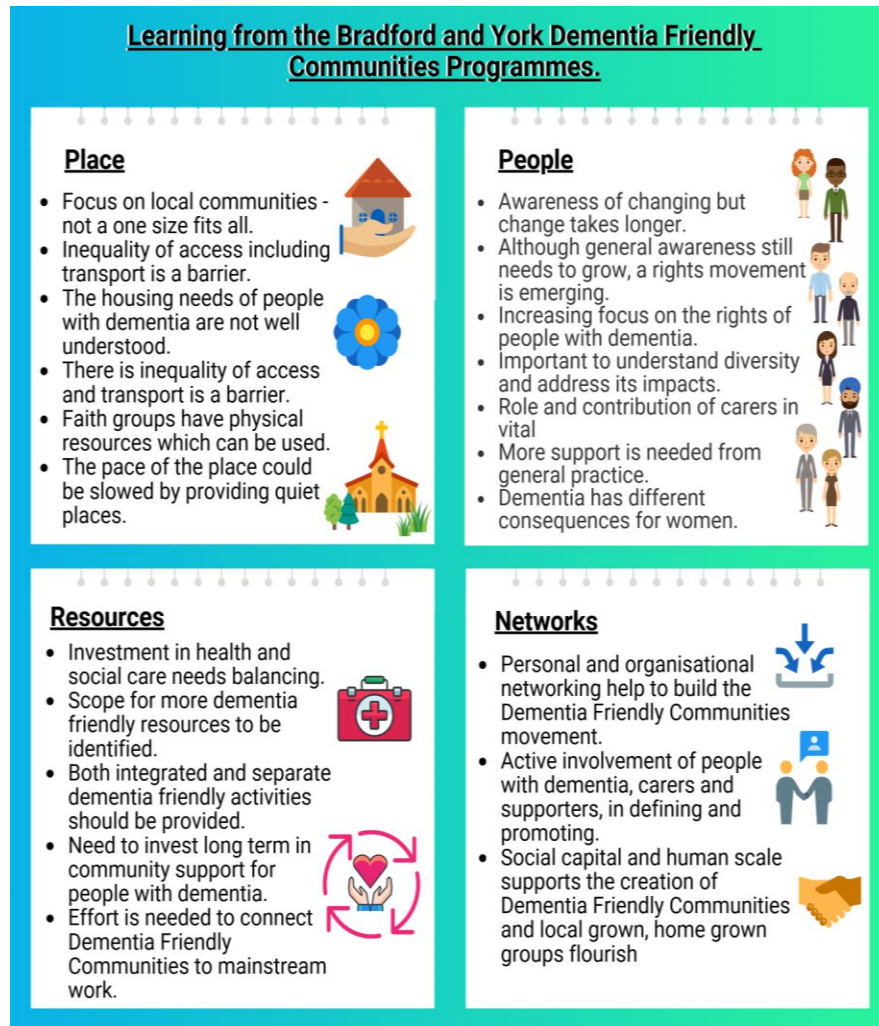 Learning from the Bradford and York Dementia Friendly
Communities Programmes.
Place
• Focus on local communities -
not a one size fits all.
• Inequality of access including
transport is a barrier.
• The housing needs of people
with dementia are not well
understood.
• There is inequality of access
and transport is a barrier.
• Faith groups have physical
resources which can be used.
• The pace of the place could
be slowed by providing quiet
places.
People
• Awareness of changing but
change takes longer.
• Although general awareness still
needs to grow, a rights movement
is emerging.
• Increasing focus on the rights of
people with dementia.
• Important to understand diversity
and address its impacts.
• Role and contribution of carers in
vital
• More support is needed from
general practice.
• Dementia has different
consequences for women.
Resources
• Investment in health and
social care needs balancing.
• Scope for more dementia
friendly resources to be
identified.
• Both integrated and separate
dementia friendly activities
should be provided.
• Need to invest long term in
community support for
people with dementia.
• Effort is needed to connect
Dementia Friendly
Communities to mainstream
work.
Networks
• Personal and organisational
networking help to build the
Dementia Friendly Communities
movement.
• Active involvement of people
with dementia, carers and
supporters, in defining and
promoting.
• Social capital and human scale
supports the creation of
Dementia Friendly Communities
and local grown, home grown
groups flourish